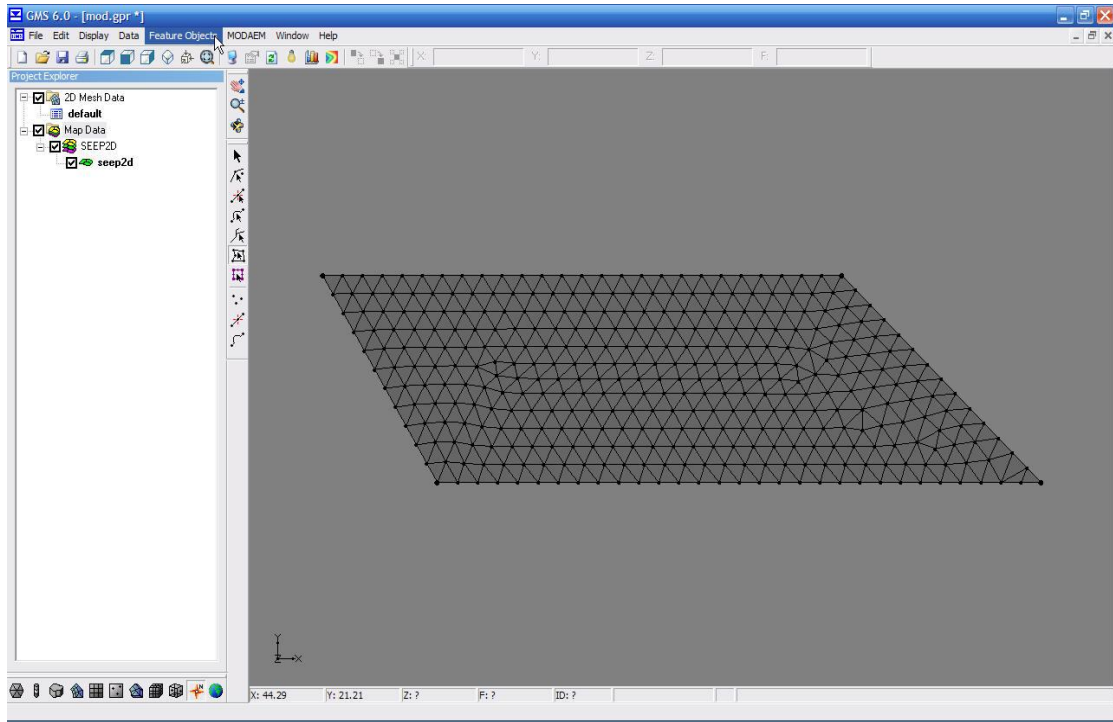 GMS 6.0 - [mod.gpr *]
File Edit Display Data Feature Objects MODAEM Window Help
X: Y: Z: F:
Project Explorer
2D Mesh Data
default
Map Data
SEEP2D
seep2d
Y
Z X
X: 44.29 Y: 21.21 Z: ? F: ? ID: ?